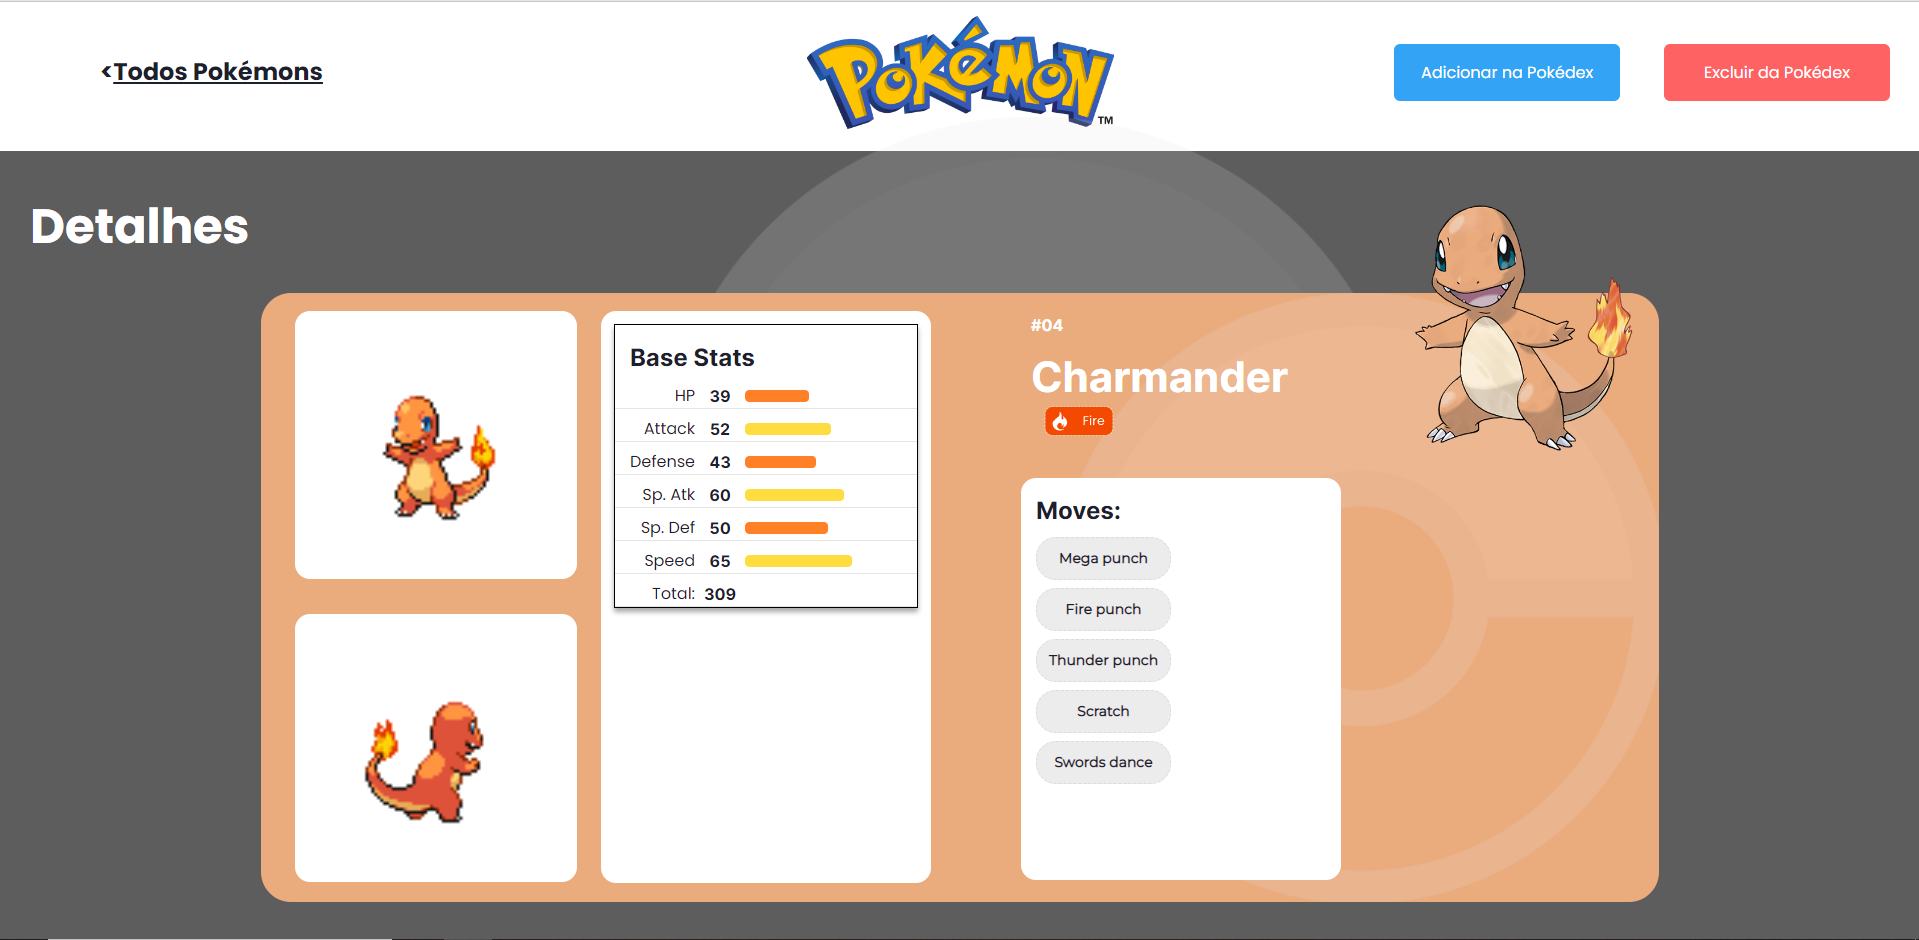 <Todos Pokémons
POKéMON
TM
Adicionar na Pokédex
Excluir da Pokédex
Detalhes
Base Stats
HP 39
Attack 52
Defense 43
Sp. Atk 60
Sp. Def 50
Speed 65
Total: 309
#04
Charmander
Fire
Moves:
Mega punch
Fire punch
Thunder punch
Scratch
Swords dance